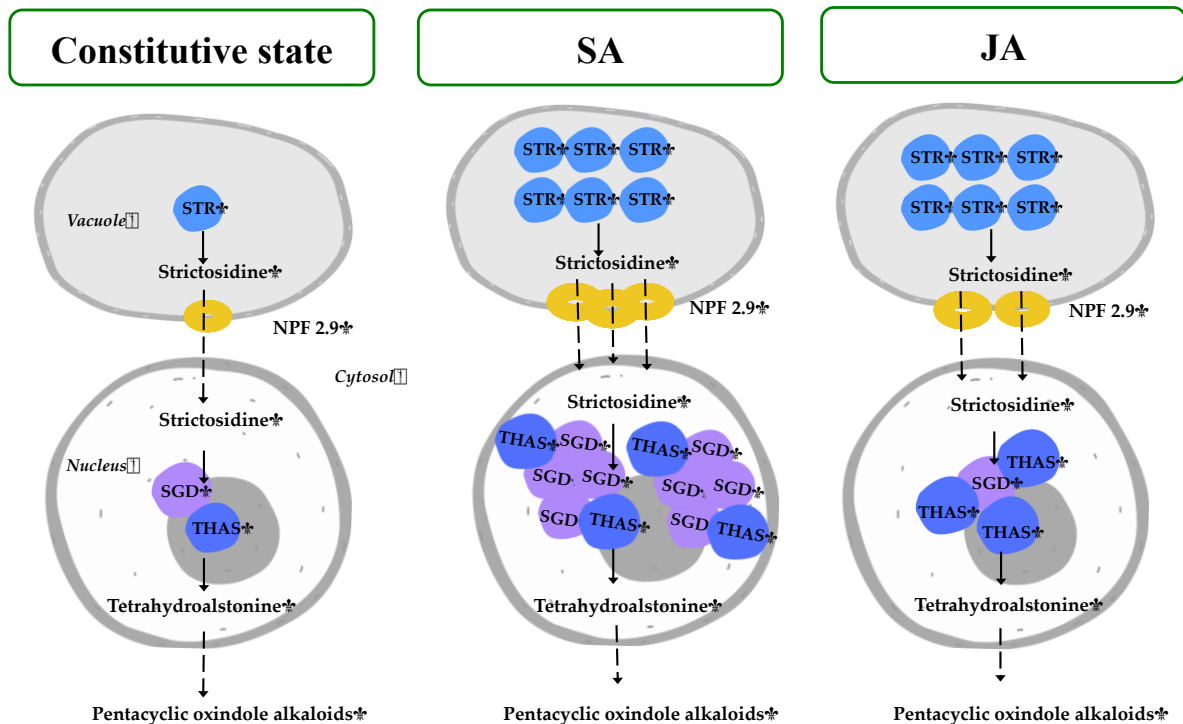 Constitutive state
STR⚜
Vacuole
Strictosidine⚜
NPF 2.9⚜
Cytosol
Strictosidine⚜
Nucleus
SGD⚜
THAS⚜
Tetrahydroalstonine⚜
Pentacyclic oxindole alkaloids⚜
SA
STR⚜ STR⚜ STR⚜
STR⚜ STR⚜ STR⚜
Strictosidine⚜
NPF 2.9⚜
Strictosidine⚜
THAS⚜ SGD⚜ THAS⚜ SGD⚜
SGD SGD⚜ SGD SGD⚜
SGD THAS⚜ SGD THAS⚜
Tetrahydroalstonine⚜
Pentacyclic oxindole alkaloids⚜
JA
STR⚜ STR⚜ STR⚜
STR⚜ STR⚜ STR⚜
Strictosidine⚜
NPF 2.9⚜
Strictosidine⚜
THAS⚜
SGD⚜
THAS⚜
THAS⚜
Tetrahydroalstonine⚜
Pentacyclic oxindole alkaloids⚜